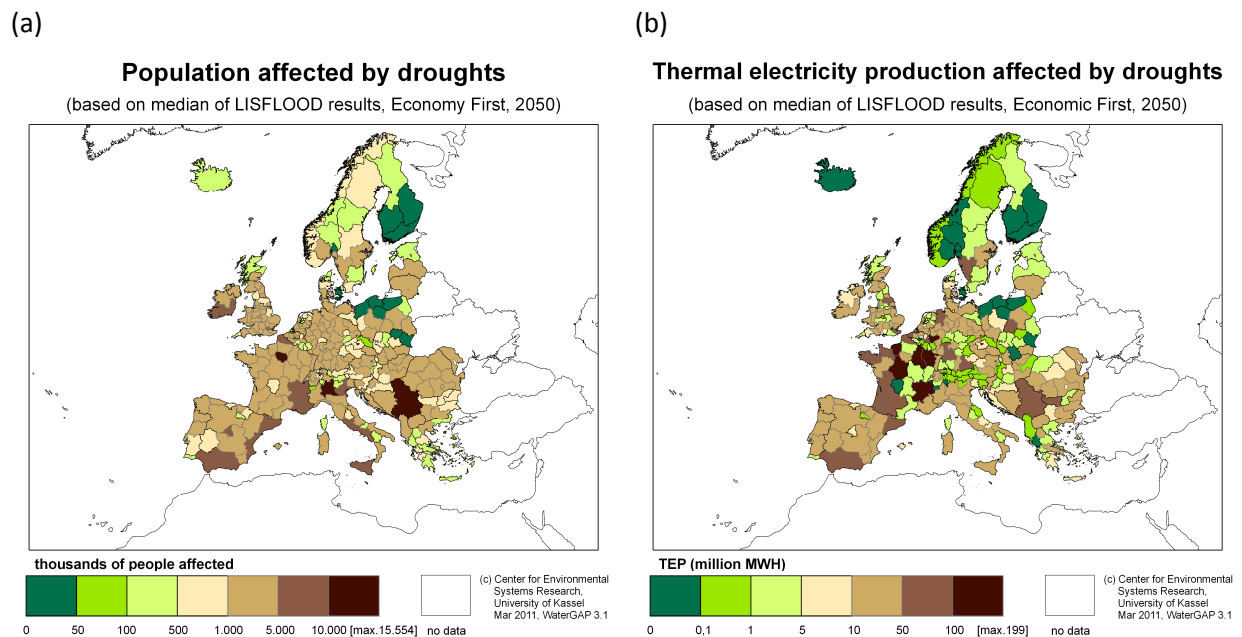 (a)
Population affected by droughts
(based on median of LISFLOOD results, Economy First, 2050)
thousands of people affected
0 50 100 500 1.000 5.000 10.000 [max.15.554] no data
(c) Center for Environmental
Systems Research,
University of Kassel
Mar 2011, WaterGAP 3.1
(b)
Thermal electricity production affected by droughts
(based on median of LISFLOOD results, Economic First, 2050)
TEP (million MWH)
0 0,1 1 5 10 50 100 [max.199] no data
(c) Center for Environmental
Systems Research,
University of Kassel
Mar 2011, WaterGAP 3.1